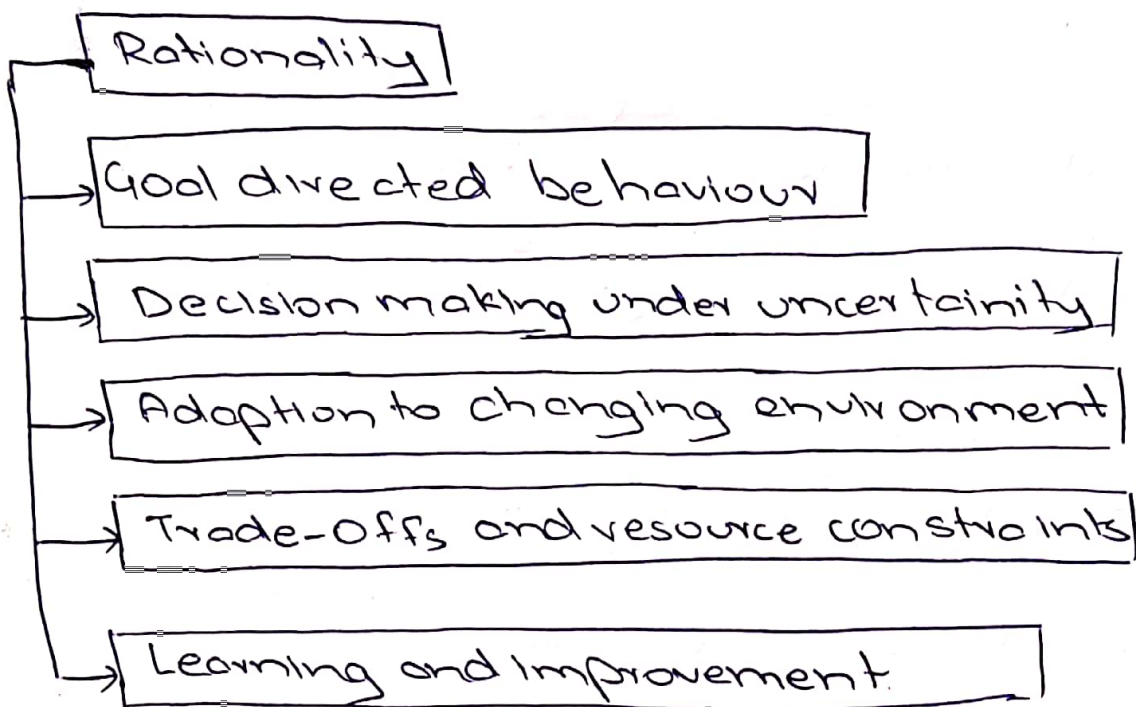 Rationality
Goal directed behaviour
Decision making under uncertainity
Adaption to changing environment
Trade-Offs and resource constraints
Learning and improvement